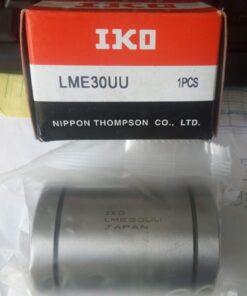 IKO
LME30UU 1PCS
NIPPON THOMPSON CO., LTD.
IKO
LME30UU
JAPAN